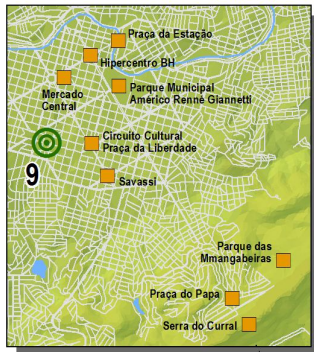 Praça da Estação
Hipercentro BH
Mercado
Central
Parque Municipal
Américo Renné Giannetti
Circuito Cultural
Praça da Liberdade
9
Savassi
Parque das
Mmangabeiras
Praça do Papa
Serra do Curral